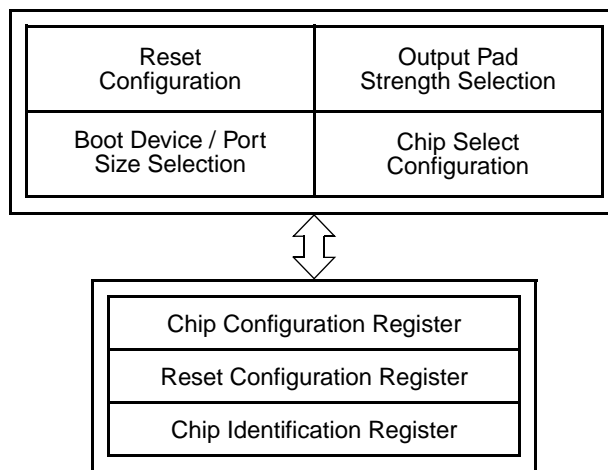 Reset
Configuration
Output Pad
Strength Selection
Boot Device / Port
Size Selection
Chip Select
Configuration
Chip Configuration Register
Reset Configuration Register
Chip Identification Register